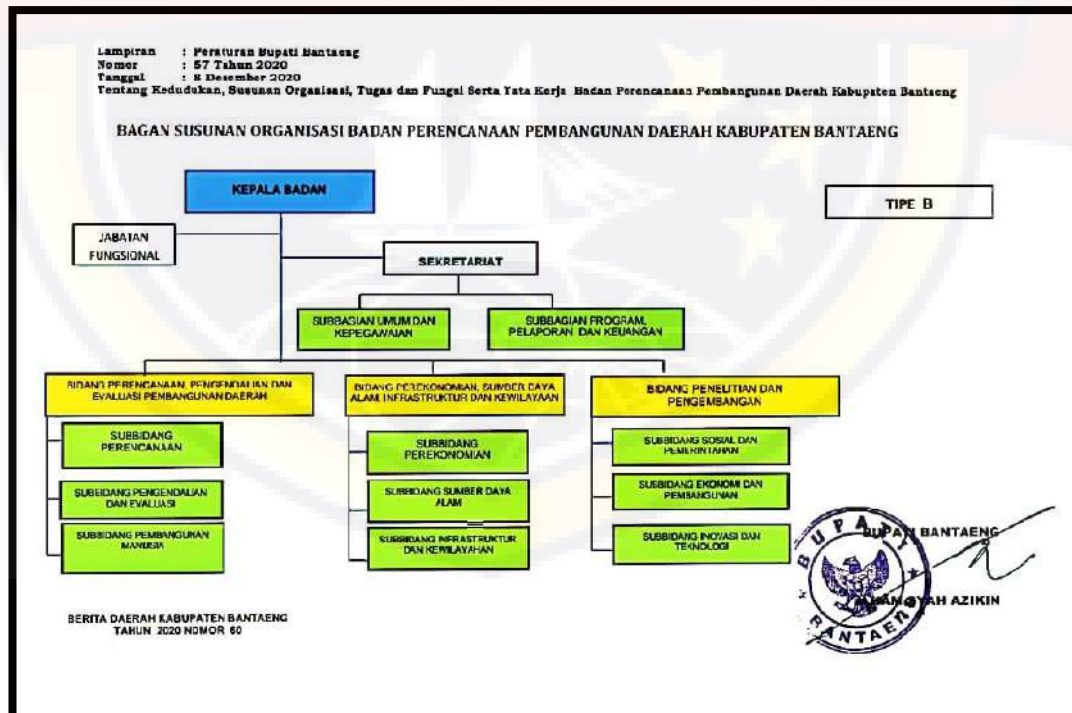 Lampiran : Peraturan Bupati Bantaeng
Nomor : 57 Tahun 2020
Tanggal : 8 Desember 2020
Tentang Kedudukan, Susunan Organisasi, Tugas dan Fungsi Serta Tata Kerja Badan Perencanaan Pembangunan Daerah Kabupaten Bantaeng
BAGAN SUSUNAN ORGANISASI BADAN PERENCANAAN PEMBANGUNAN DAERAH KABUPATEN BANTAENG
KEPALA BADAN
TIPE B
JABATAN
FUNGSIONAL
SEKRETARIAT
SUBBAGIAN UMUM DAN
KEPEGAWAIAN
SUBBAGIAN PROGRAM,
PELAPORAN DAN KEUANGAN
BIDANG PERENCANAAN, PENGENDALIAN DAN
EVALUASI PEMBANGUNAN DAERAH
BIDANG PEREKONOMIAN, SUMBER DAYA
ALAM, INFRASTRUKTUR DAN KEWILAYAAN
BIDANG PENELITIAN DAN
PENGEMBANGAN
SUBBIDANG
PERENCANAAN
SUBBIDANG PENGENDALIAN
DAN EVALUASI
SUBBIDANG PEMBANGUNAN
MANUSIA
SUBBIDANG
PEREKONOMIAN
SUBBIDANG SUMBER DAYA
ALAM
SUBBIDANG INFRASTRUKTUR
DAN KEWILAYAHAN
SUBBIDANG SOSIAL DAN
PEMERINTAHAN
SUBBIDANG EKONOMI DAN
PEMBANGUNAN
SUBBIDANG INOVASI DAN
TEKNOLOGI
BUPATI BANTAENG
BUPATI
BANTAENG
SYAH AZIKIN
BERITA DAERAH KABUPATEN BANTAENG
TAHUN 2020 NOMOR 60